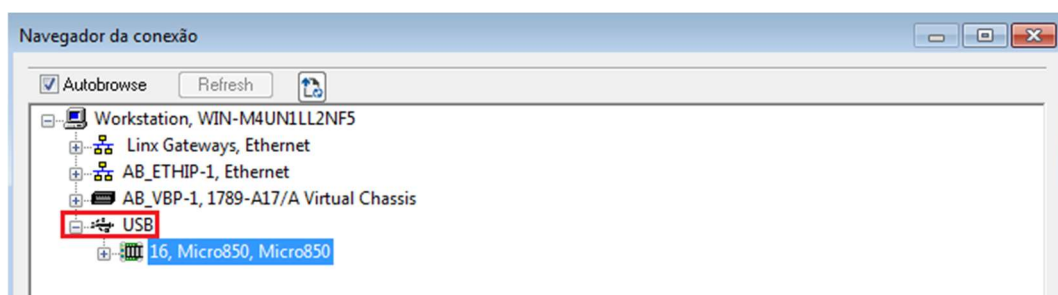 Navegador da conexão
Autobrowse Refresh
Workstation, WIN-M4UN1LL2NF5
Linx Gateways, Ethernet
AB_ETHIP-1, Ethernet
AB_VBP-1, 1789-A17/A Virtual Chassis
USB
16, Micro850, Micro850